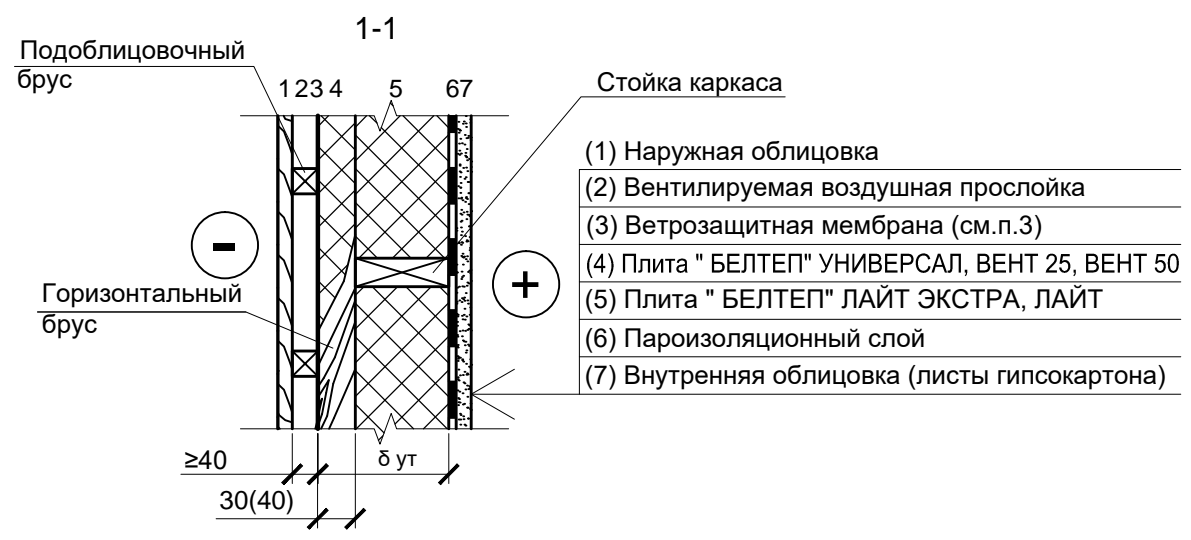 1-1
Подоблицовочный
брус
1 2 3 4 5 6 7
Стойка каркаса
(1) Наружная облицовка
(2) Вентилируемая воздушная прослойка
(3) Ветрозащитная мембрана (см.п.3)
(4) Плита " БЕЛТЕП" УНИВЕРСАЛ, ВЕНТ 25, ВЕНТ 50
(5) Плита " БЕЛТЕП" ЛАЙТ ЭКСТРА, ЛАЙТ
(6) Пароизоляционный слой
(7) Внутренняя облицовка (листы гипсокартона)
-
+
Горизонтальный
брус
≥40
δ ут
30(40)